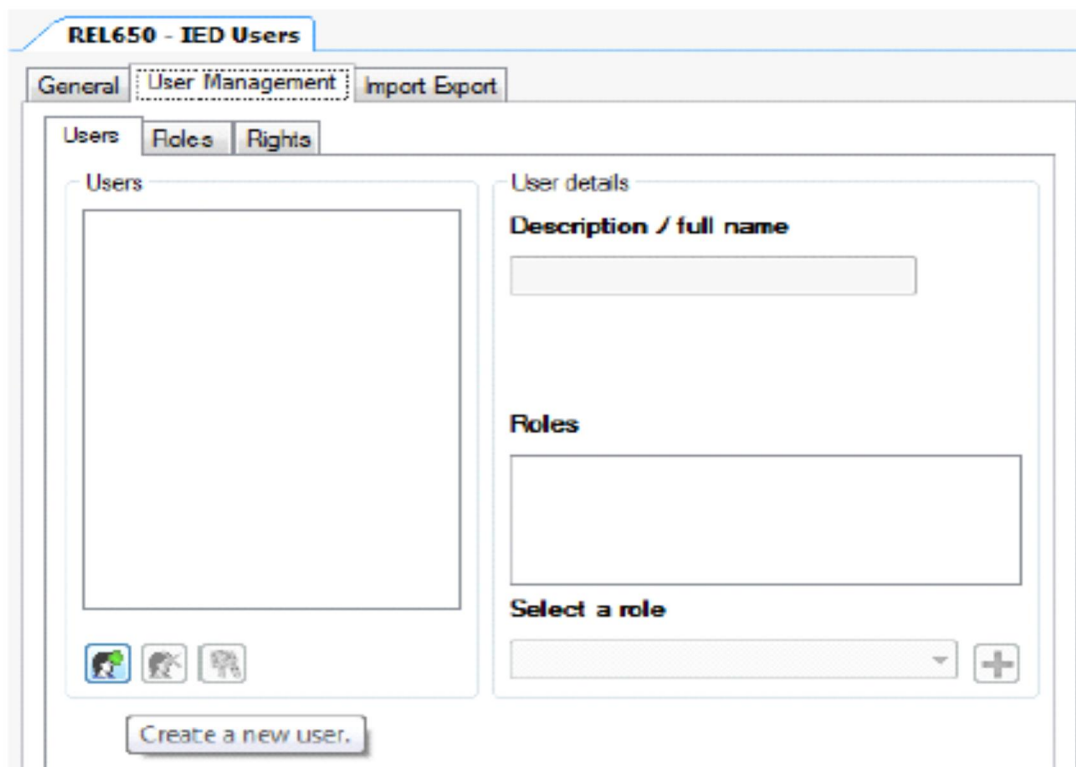 REL650 - IED Users
General User Management Import Export
Users Roles Rights
Users
User details
Description / full name
Roles
Select a role
Create a new user.